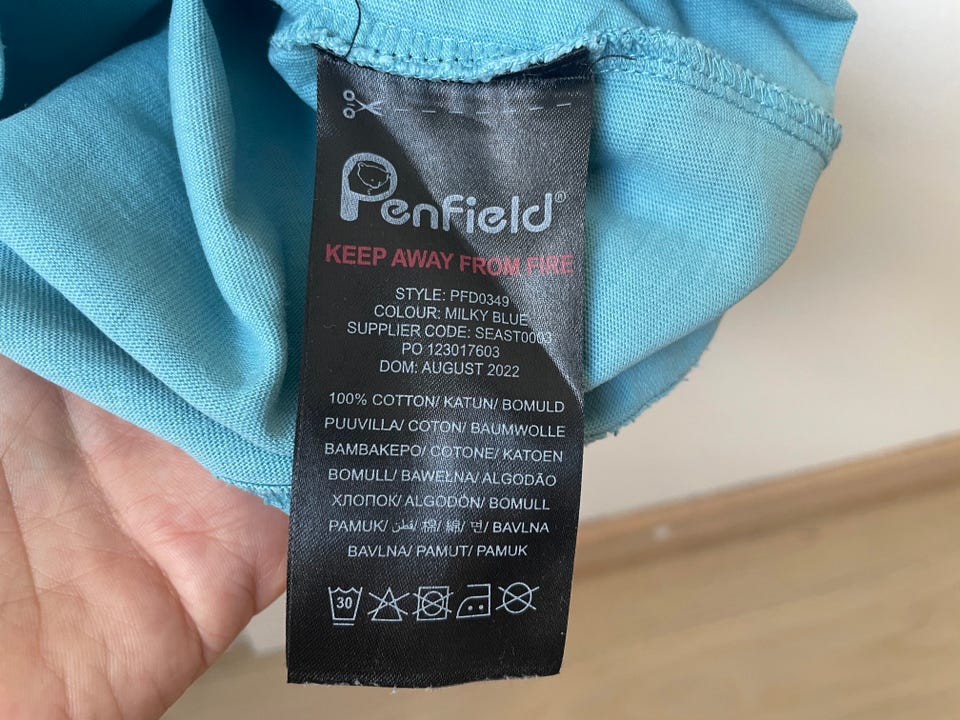 Penfield®
KEEP AWAY FROM FIRE
STYLE: PFD0349
COLOUR: MILKY BLUE
SUPPLIER CODE: SEAST0003
PO 123017603
DOM: AUGUST 2022
100% COTTON/ KATUN/ BOMULD
PUUVILLA/ COTON/ BAUMWOLLE
BAMBAKEPO/ COTONE/ KATOEN
BOMULL/ BAWEŁNA/ ALGODÃO
ХЛОПОК/ ALGODÓN/ BOMULL
PAMUK/ قطن/ 棉/ 綿/ 면/ BAVLNA
BAVLNA/ PAMUT/ PAMUK
30